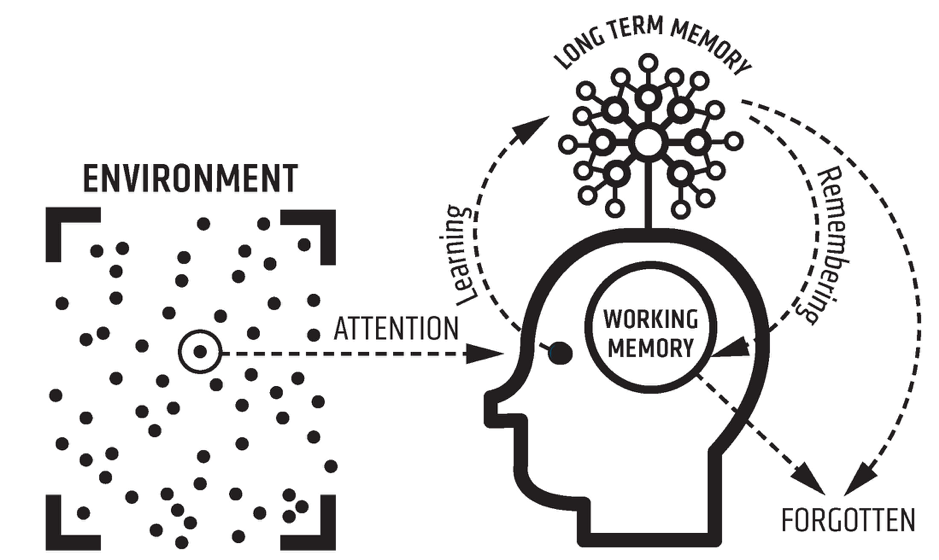 LONG TERM MEMORY
ENVIRONMENT
Learning
Remembering
ATTENTION
WORKING
MEMORY
FORGOTTEN